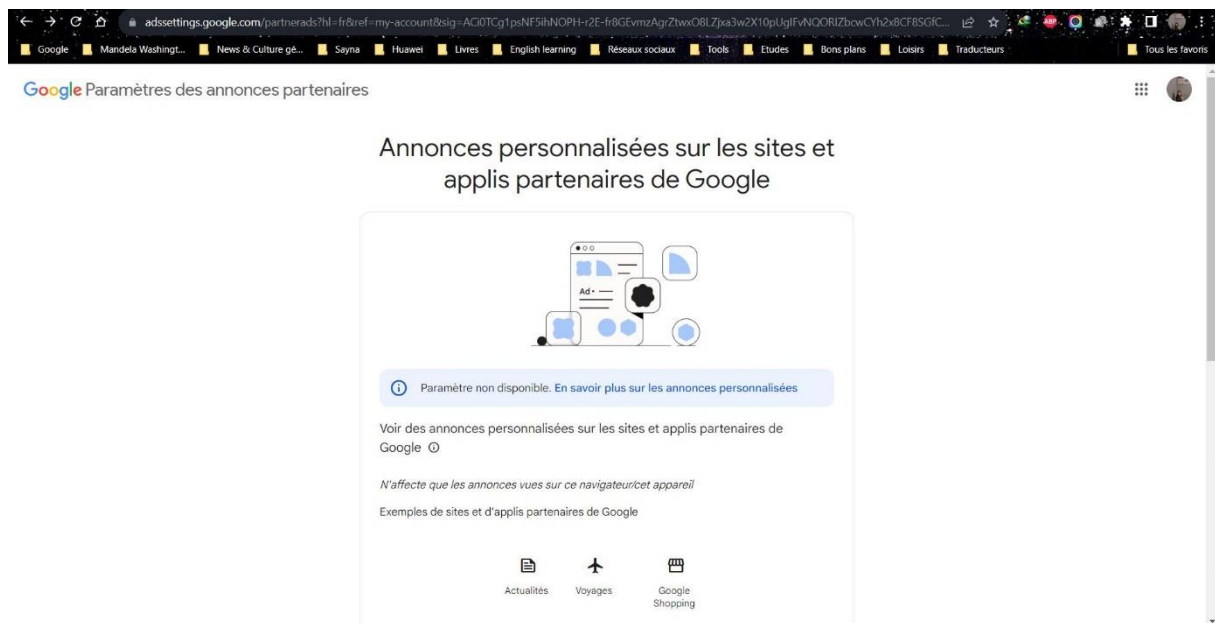 adssettings.google.com/partnerads?hl=fr&ref=my-account&sig=ACi0TCg1psNF5ihNOPH-r2E-fr8GEvmzAgrZtwxO8LZjxa3w2X10pUgIFvNQORIZbcwCYh2x8CF8SGfC...
Google Mandela Washingt... News & Culture gé... Sayna Huawei Livres English learning Réseaux sociaux Tools Etudes Bons plans Loisirs Traducteurs Tous les favoris
Google Paramètres des annonces partenaires
Annonces personnalisées sur les sites et
applis partenaires de Google
Ad
Paramètre non disponible. En savoir plus sur les annonces personnalisées
Voir des annonces personnalisées sur les sites et applis partenaires de
Google
N'affecte que les annonces vues sur ce navigateur/cet appareil
Exemples de sites et d'applis partenaires de Google
Actualités Voyages Google
Shopping